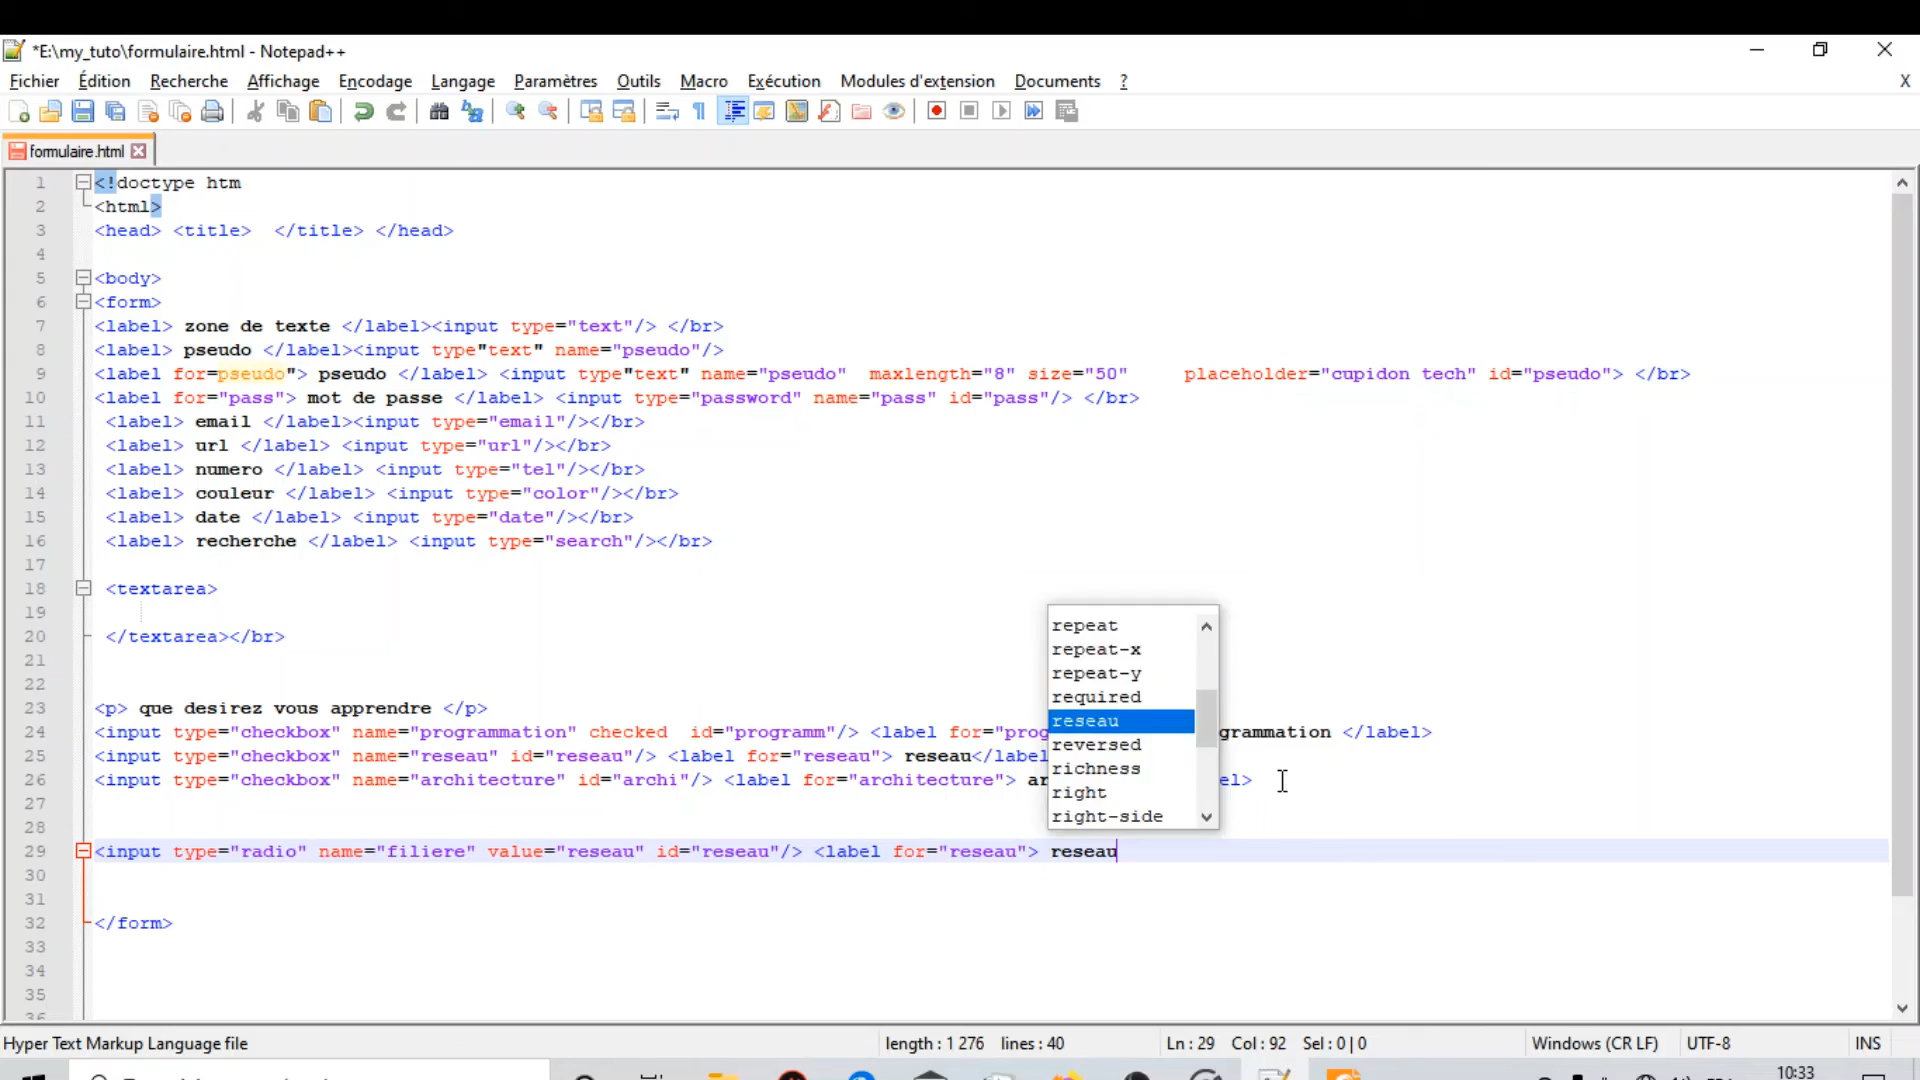 *E:\my_tuto\formulaire.html - Notepad++
Fichier Édition Recherche Affichage Encodage Langage Paramètres Outils Macro Exécution Modules d'extension Documents ? X
formulaire.html
1 <!doctype htm
2 <html>
3 <head> <title>  </title> </head>
4
5 <body>
6 <form>
7 <label> zone de texte </label><input type="text"/> </br>
8 <label> pseudo </label><input type"text" name="pseudo"/>
9 <label for=pseudo"> pseudo </label> <input type"text" name="pseudo"  maxlength="8" size="50"     placeholder="cupidon tech" id="pseudo"> </br>
10 <label for="pass"> mot de passe </label> <input type="password" name="pass" id="pass"/> </br>
11 <label> email </label><input type="email"/></br>
12 <label> url </label> <input type="url"/></br>
13 <label> numero </label> <input type="tel"/></br>
14 <label> couleur </label> <input type="color"/></br>
15 <label> date </label> <input type="date"/></br>
16 <label> recherche </label> <input type="search"/></br>
17
18 <textarea>
19
20 </textarea></br>
21
22
23 <p> que desirez vous apprendre </p>
24 <input type="checkbox" name="programmation" checked  id="programm"/> <label for="prog grammation </label>
25 <input type="checkbox" name="reseau" id="reseau"/> <label for="reseau"> reseau</label
26 <input type="checkbox" name="architecture" id="archi"/> <label for="architecture"> ar el>
27
28
29 <input type="radio" name="filiere" value="reseau" id="reseau"/> <label for="reseau"> reseau
30
31
32 </form>
33
34
35
36
repeat
repeat-x
repeat-y
required
reseau
reversed
richness
right
right-side
Hyper Text Markup Language file length : 1 276 lines : 40 Ln : 29 Col : 92 Sel : 0 | 0 Windows (CR LF) UTF-8 INS
10:33